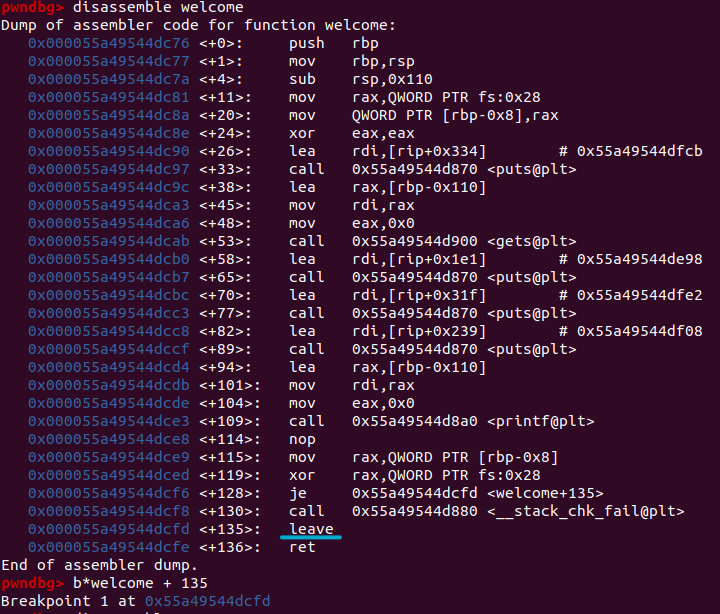 pwndbg> disassemble welcome
Dump of assembler code for function welcome:
   0x000055a49544dc76 <+0>:     push   rbp
   0x000055a49544dc77 <+1>:     mov    rbp,rsp
   0x000055a49544dc7a <+4>:     sub    rsp,0x110
   0x000055a49544dc81 <+11>:    mov    rax,QWORD PTR fs:0x28
   0x000055a49544dc8a <+20>:    mov    QWORD PTR [rbp-0x8],rax
   0x000055a49544dc8e <+24>:    xor    eax,eax
   0x000055a49544dc90 <+26>:    lea    rdi,[rip+0x334]        # 0x55a49544dfcb
   0x000055a49544dc97 <+33>:    call   0x55a49544d870 <puts@plt>
   0x000055a49544dc9c <+38>:    lea    rax,[rbp-0x110]
   0x000055a49544dca3 <+45>:    mov    rdi,rax
   0x000055a49544dca6 <+48>:    mov    eax,0x0
   0x000055a49544dcab <+53>:    call   0x55a49544d900 <gets@plt>
   0x000055a49544dcb0 <+58>:    lea    rdi,[rip+0x1e1]        # 0x55a49544de98
   0x000055a49544dcb7 <+65>:    call   0x55a49544d870 <puts@plt>
   0x000055a49544dcbc <+70>:    lea    rdi,[rip+0x31f]        # 0x55a49544dfe2
   0x000055a49544dcc3 <+77>:    call   0x55a49544d870 <puts@plt>
   0x000055a49544dcc8 <+82>:    lea    rdi,[rip+0x239]        # 0x55a49544df08
   0x000055a49544dccf <+89>:    call   0x55a49544d870 <puts@plt>
   0x000055a49544dcd4 <+94>:    lea    rax,[rbp-0x110]
   0x000055a49544dcdb <+101>:   mov    rdi,rax
   0x000055a49544dcde <+104>:   mov    eax,0x0
   0x000055a49544dce3 <+109>:   call   0x55a49544d8a0 <printf@plt>
   0x000055a49544dce8 <+114>:   nop
   0x000055a49544dce9 <+115>:   mov    rax,QWORD PTR [rbp-0x8]
   0x000055a49544dced <+119>:   xor    rax,QWORD PTR fs:0x28
   0x000055a49544dcf6 <+128>:   je     0x55a49544dcfd <welcome+135>
   0x000055a49544dcf8 <+130>:   call   0x55a49544d880 <__stack_chk_fail@plt>
   0x000055a49544dcfd <+135>:   leave
   0x000055a49544dcfe <+136>:   ret
End of assembler dump.
pwndbg> b*welcome + 135
Breakpoint 1 at 0x55a49544dcfd